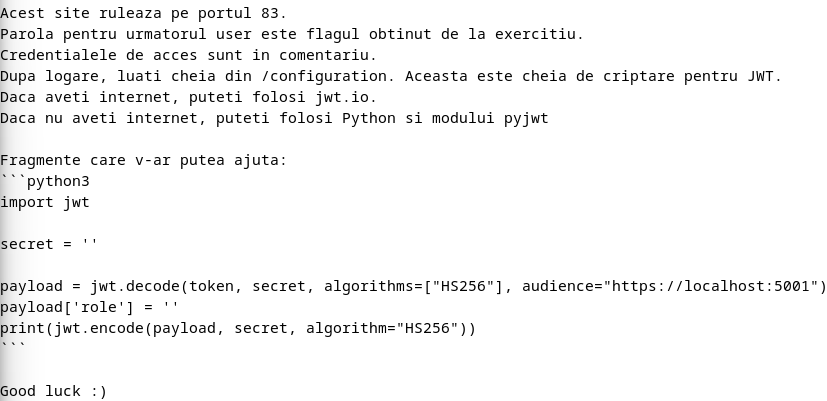 Acest site ruleaza pe portul 83.
Parola pentru urmatorul user este flagul obtinut de la exercitiu.
Credentialele de acces sunt in comentariu.
Dupa logare, luati cheia din /configuration. Aceasta este cheia de criptare pentru JWT.
Daca aveti internet, puteti folosi jwt.io.
Daca nu aveti internet, puteti folosi Python si modului pyjwt

Fragmente care v-ar putea ajuta:
```python3
import jwt

secret = ''

payload = jwt.decode(token, secret, algorithms=["HS256"], audience="https://localhost:5001")
payload['role'] = ''
print(jwt.encode(payload, secret, algorithm="HS256"))
```

Good luck :)